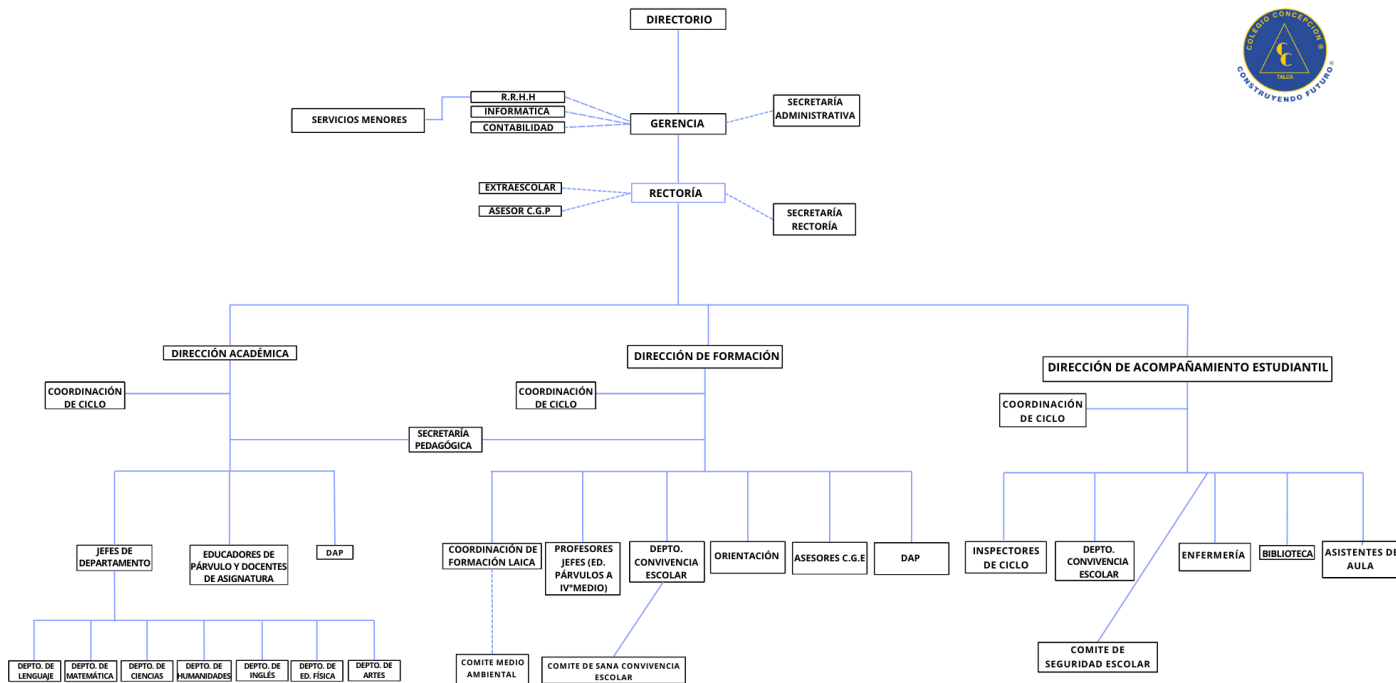 DIRECTORIO
COLEGIO CONCEPCIÓN ®
CC
TALCA
CONSTRUYENDO FUTURO®
R.R.H.H
INFORMATICA
CONTABILIDAD
SERVICIOS MENORES
GERENCIA
SECRETARÍA
ADMINISTRATIVA
EXTRAESCOLAR
ASESOR C.G.P
RECTORÍA
SECRETARÍA
RECTORÍA
DIRECCIÓN ACADÉMICA
DIRECCIÓN DE FORMACIÓN
DIRECCIÓN DE ACOMPAÑAMIENTO ESTUDIANTIL
COORDINACIÓN
DE CICLO
COORDINACIÓN
DE CICLO
COORDINACIÓN
DE CICLO
SECRETARÍA
PEDAGÓGICA
JEFES DE
DEPARTAMENTO
EDUCADORES DE
PÁRVULO Y DOCENTES
DE ASIGNATURA
DAP
COORDINACIÓN DE
FORMACIÓN LAICA
PROFESORES
JEFES (ED.
PÁRVULOS A
IV°MEDIO)
DEPTO.
CONVIVENCIA
ESCOLAR
ORIENTACIÓN
ASESORES C.G.E
DAP
INSPECTORES
DE CICLO
DEPTO.
CONVIVENCIA
ESCOLAR
ENFERMERÍA
BIBLIOTECA
ASISTENTES DE
AULA
DEPTO. DE
LENGUAJE
DEPTO. DE
MATEMÁTICA
DEPTO. DE
CIENCIAS
DEPTO. DE
HUMANIDADES
DEPTO. DE
INGLÉS
DEPTO. DE
ED. FÍSICA
DEPTO. DE
ARTES
COMITE MEDIO
AMBIENTAL
COMITE DE SANA CONVIVENCIA
ESCOLAR
COMITE DE
SEGURIDAD ESCOLAR